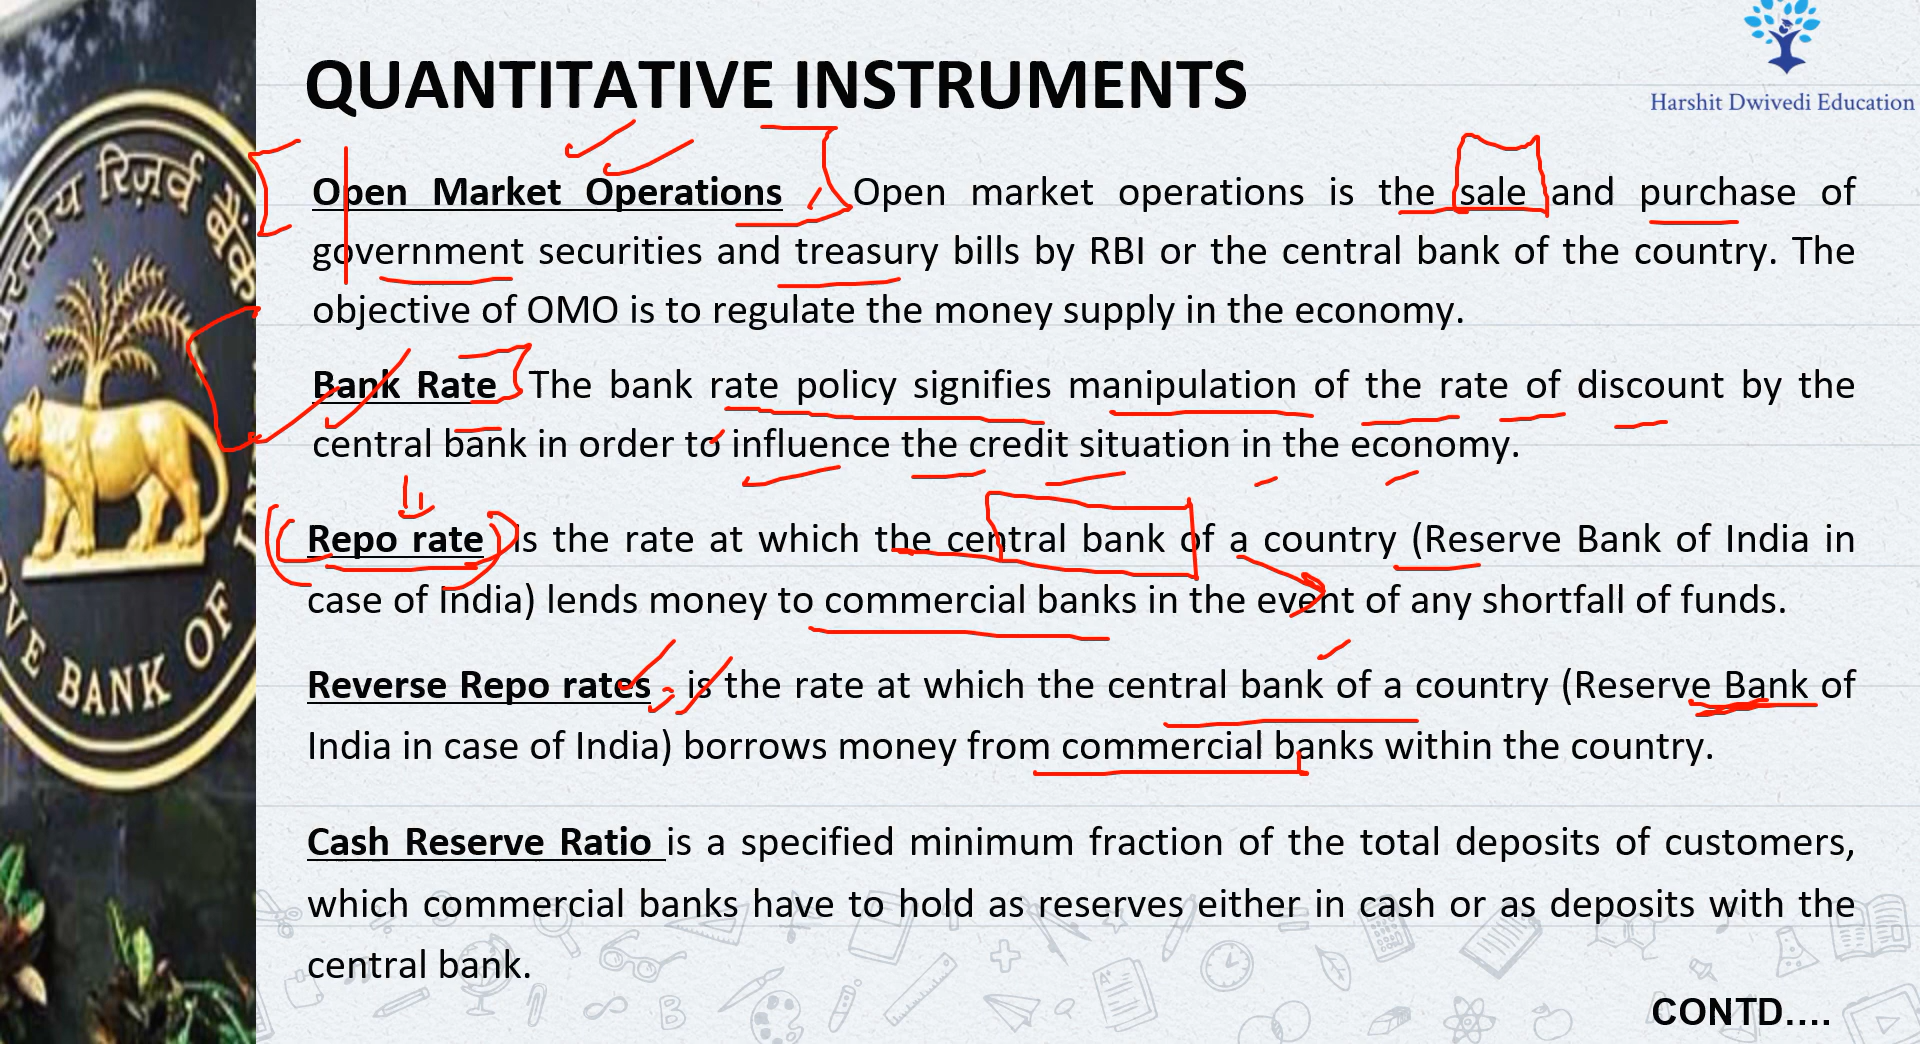 QUANTITATIVE INSTRUMENTS
Harshit Dwivedi Education
Open Market Operations Open market operations is the sale and purchase of
government securities and treasury bills by RBI or the central bank of the country. The
objective of OMO is to regulate the money supply in the economy.
Bank Rate The bank rate policy signifies manipulation of the rate of discount by the
central bank in order to influence the credit situation in the economy.
Repo rate is the rate at which the central bank of a country (Reserve Bank of India in
case of India) lends money to commercial banks in the event of any shortfall of funds.
Reverse Repo rates is the rate at which the central bank of a country (Reserve Bank of
India in case of India) borrows money from commercial banks within the country.
Cash Reserve Ratio is a specified minimum fraction of the total deposits of customers,
which commercial banks have to hold as reserves either in cash or as deposits with the
central bank.
CONTD....
रिज़र्व बैंक
BANK OF